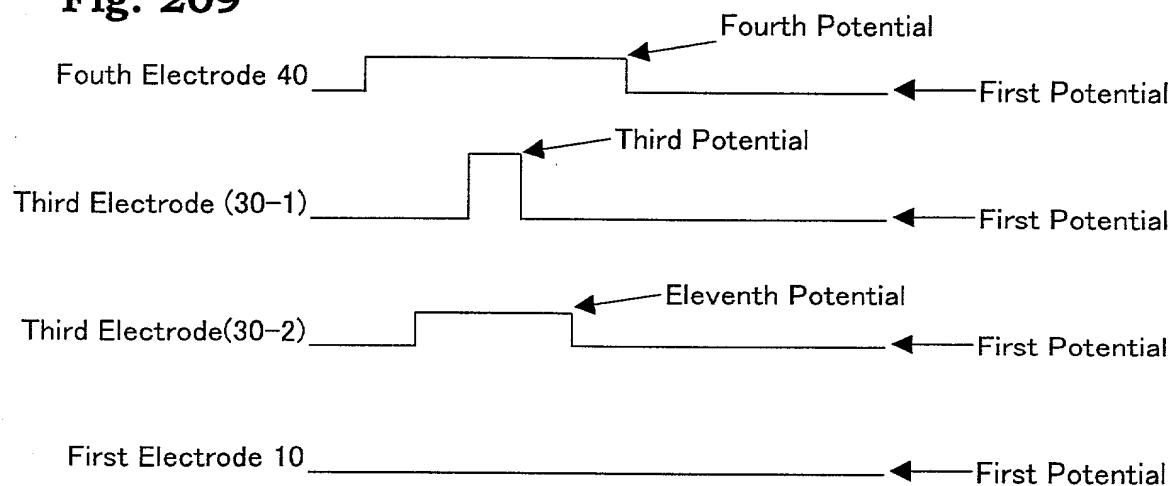 Fig. 209
Fourth Potential
Fouth Electrode 40
First Potential
Third Potential
Third Electrode (30-1)
First Potential
Eleventh Potential
Third Electrode(30-2)
First Potential
First Electrode 10
First Potential